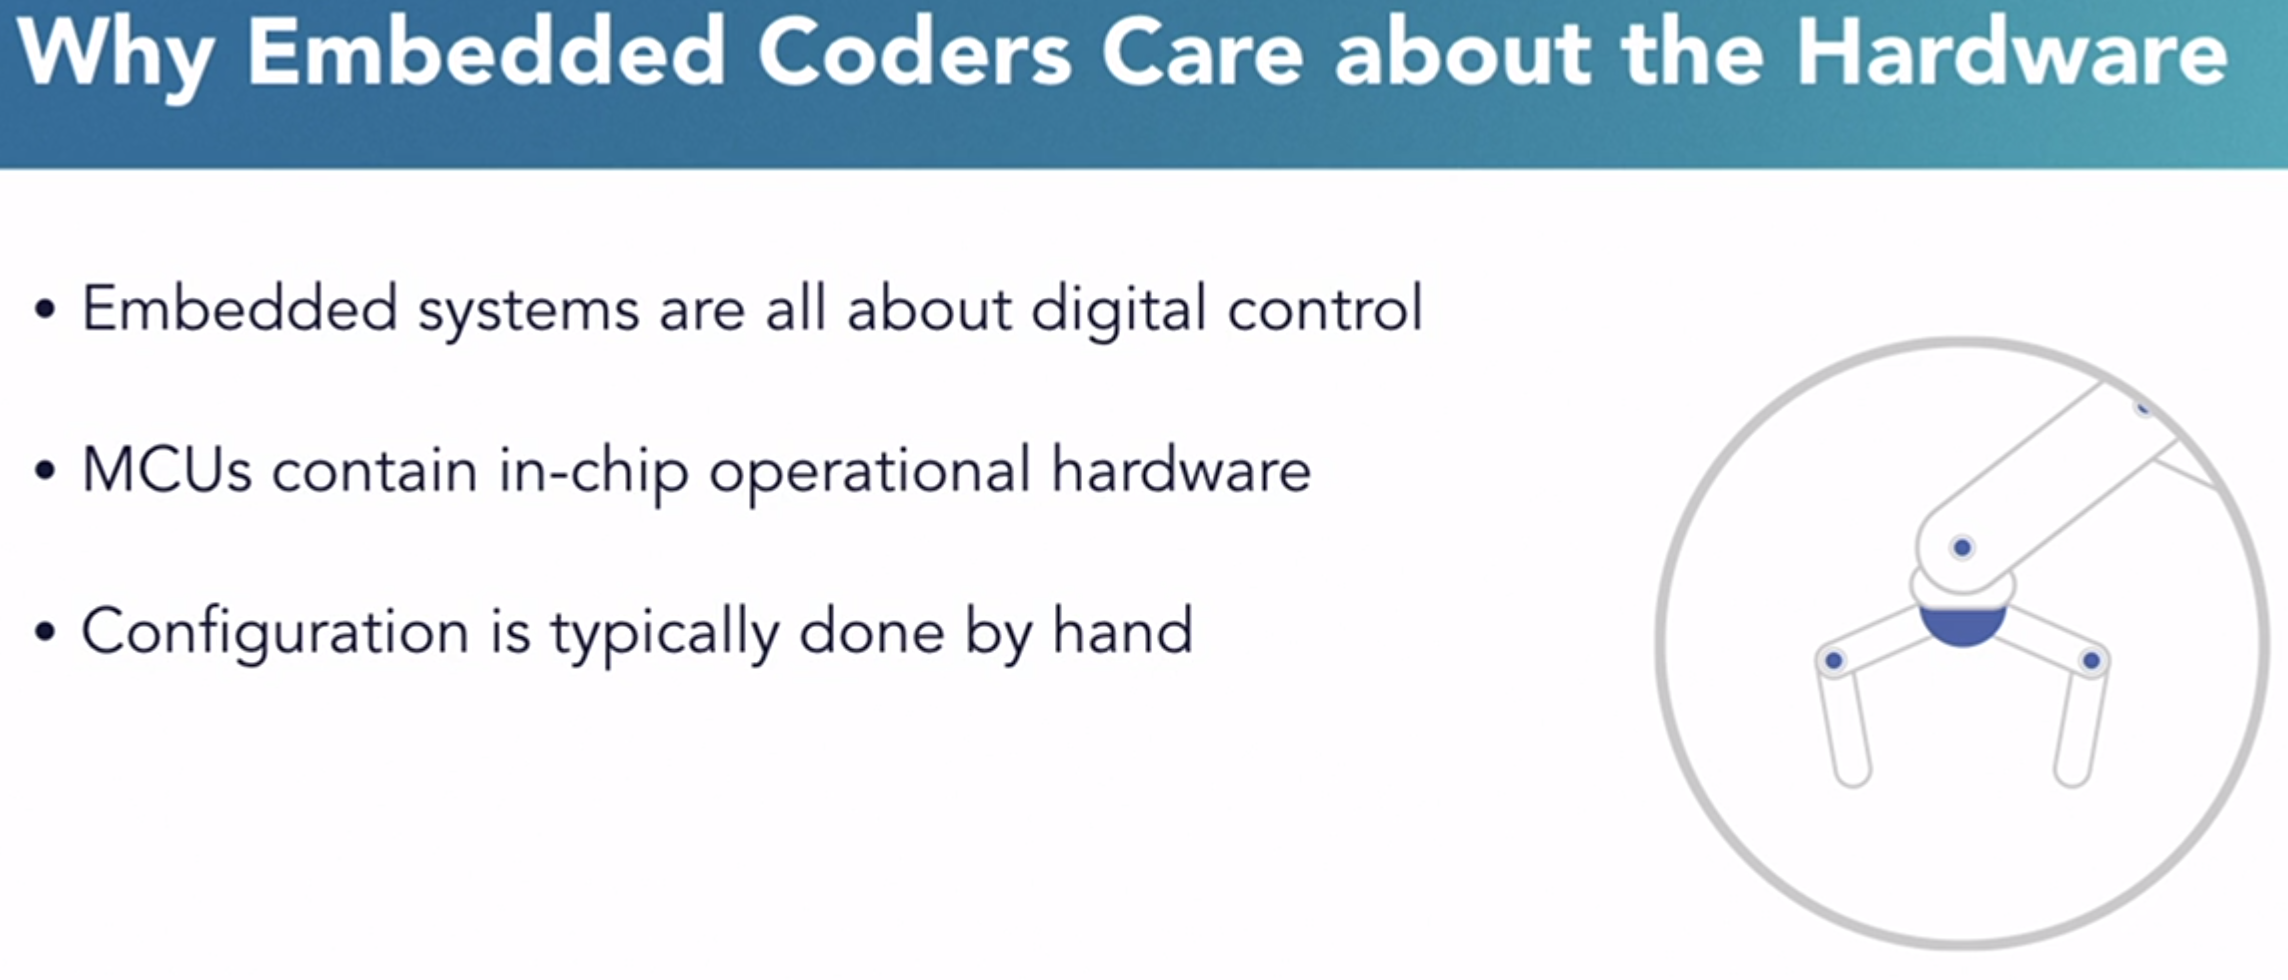 Why Embedded Coders Care about the Hardware
• Embedded systems are all about digital control
• MCUs contain in-chip operational hardware
• Configuration is typically done by hand